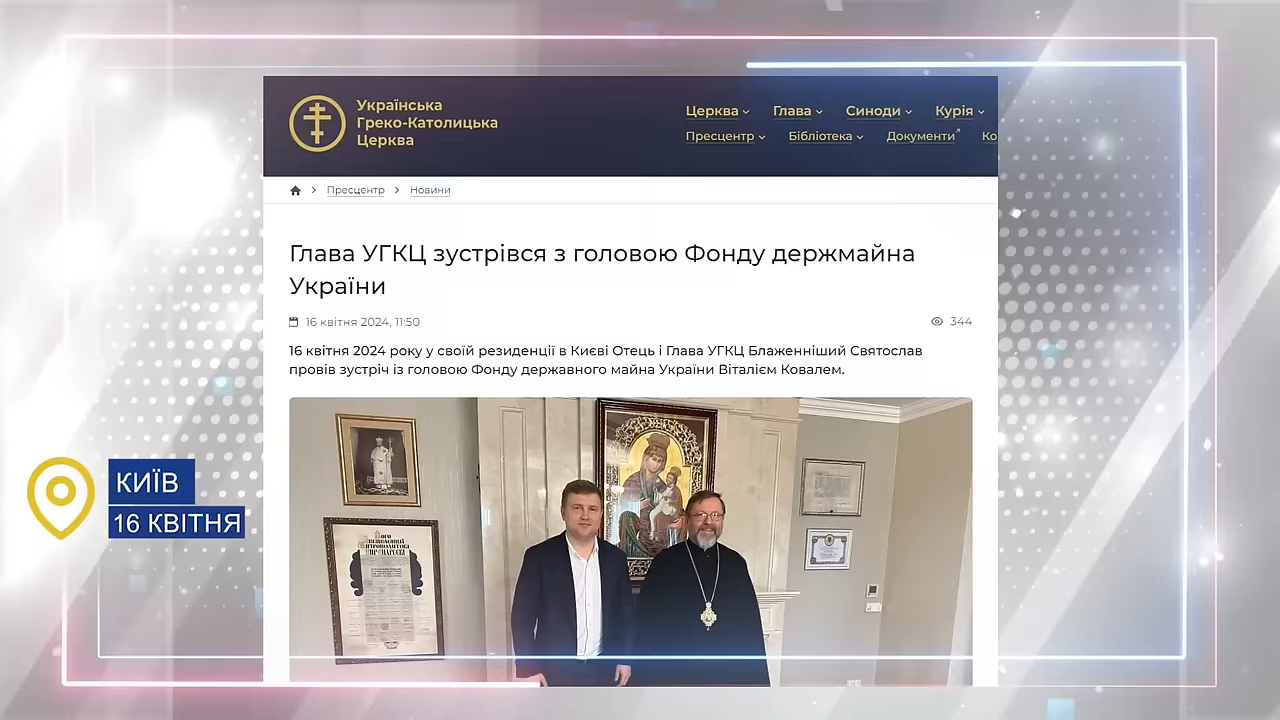 Українська
Греко-Католицька
Церква
Церква Глава Синоди Курія
Пресцентр Бібліотека Документи Ко
Пресцентр Новини
Глава УГКЦ зустрівся з головою Фонду держмайна
України
16 квітня 2024, 11:50
344
16 квітня 2024 року у своїй резиденції в Києві Отець і Глава УГКЦ Блаженніший Святослав
провів зустріч із головою Фонду державного майна України Віталієм Ковалем.
КИЇВ
16 КВІТНЯ